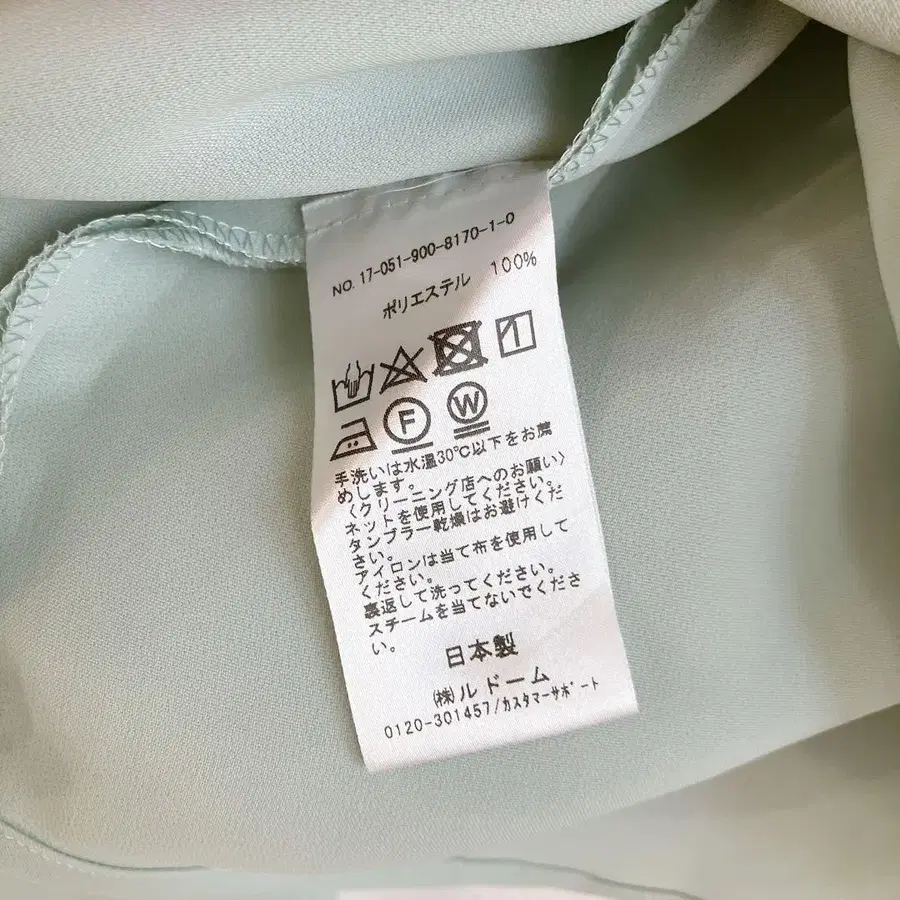 NO. 17-051-900-8170-1-0
ポリエステル 100%
F W
手洗いは水温30℃以下をお薦
めします。
〈クリーニング店へのお願い〉
ネットを使用してください。
タンブラー乾燥はお避けくだ
さい。
アイロンは当て布を使用して
ください。
裏返して洗ってください。
スチームを当てないでくださ
い。
日本製
㈱ルドーム
0120-301457/カスタマーサポート